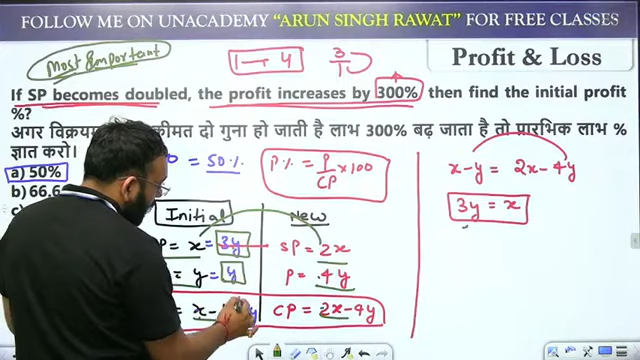 FOLLOW ME ON UNACADEMY “ARUN SINGH RAWAT” FOR FREE CLASSES
Most Important
1 → 4
3/1
Profit & Loss
If SP becomes doubled, the profit increases by 300% then find the initial profit
%?
अगर विक्रय कीमत दो गुना हो जाती है लाभ 300% बढ़ जाता है तो प्रारंभिक लाभ %
ज्ञात करो।
a) 50%
= 50%
P% = P/CP × 100
b) 66.6
Initial
New
P = x = 3y
SP = 2x
= y = y
P = 4y
= x -
CP = 2x - 4y
x - y = 2x - 4y
3y = x